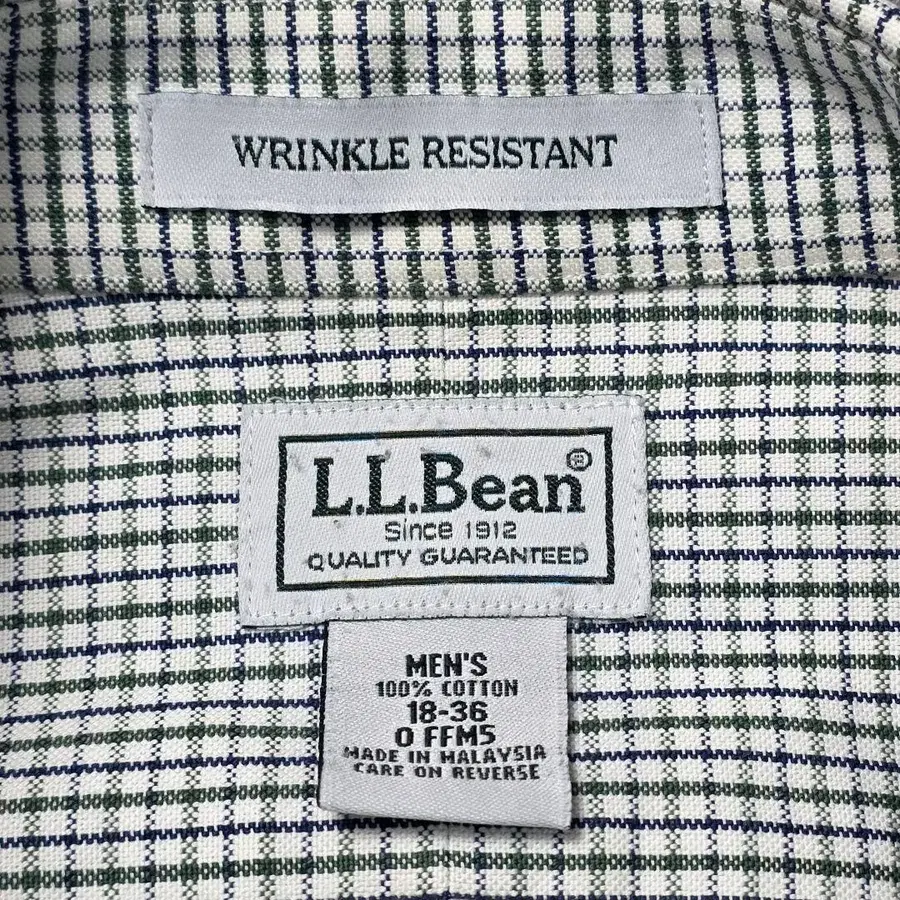 WRINKLE RESISTANT
L.L.Bean®
Since 1912
QUALITY GUARANTEED
MEN'S
100% COTTON
18-36
0 FFM5
MADE IN MALAYSIA
CARE ON REVERSE